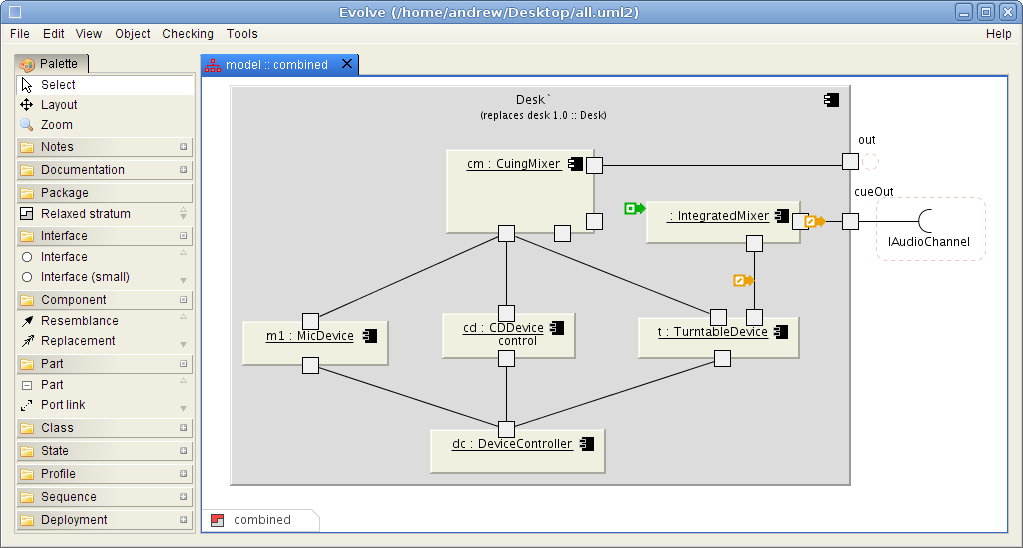 Evolve (/home/andrew/Desktop/all.uml2)
File Edit View Object Checking Tools Help
Palette
Select
Layout
Zoom
Notes
Documentation
Package
Relaxed stratum
Interface
Interface
Interface (small)
Component
Resemblance
Replacement
Part
Part
Port link
Class
State
Profile
Sequence
Deployment
model :: combined
Desk`
(replaces desk 1.0 :: Desk)
cm : CuingMixer
out
cueOut
: IntegratedMixer
IAudioChannel
m1 : MicDevice
cd : CDDevice
control
t : TurntableDevice
dc : DeviceController
combined